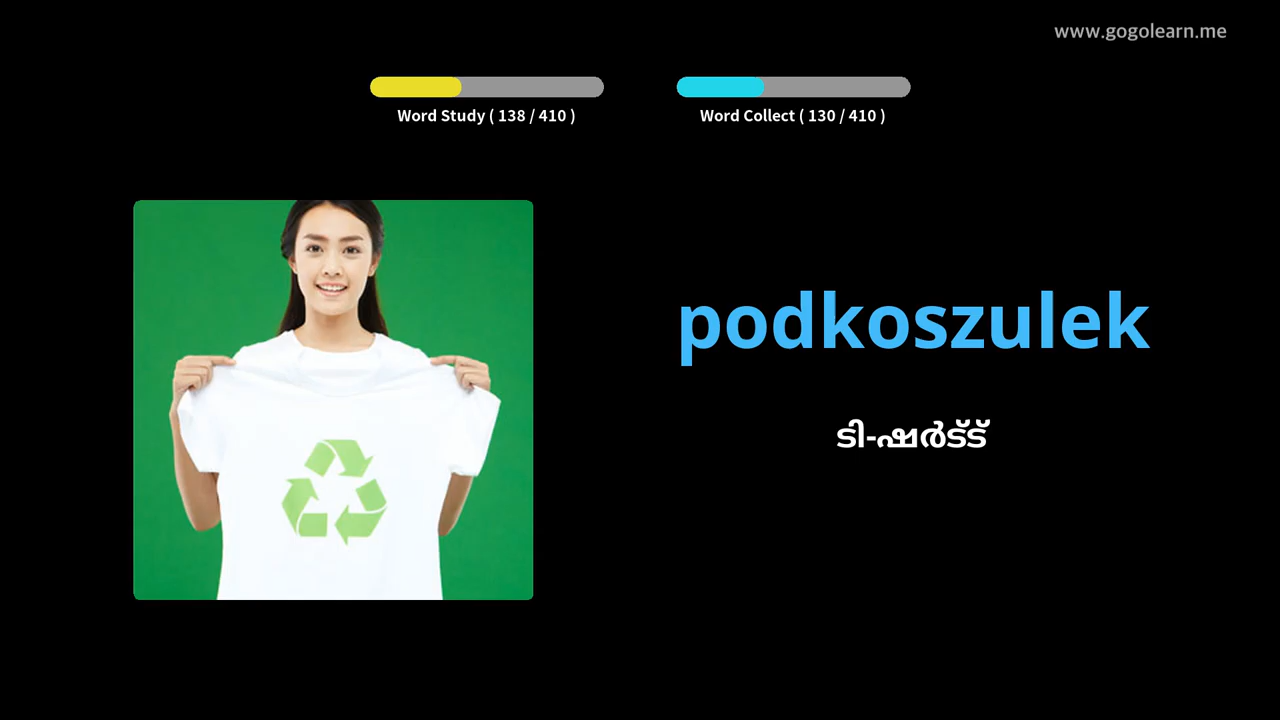 www.gogolearn.me
Word Study ( 138 / 410 )
Word Collect ( 130 / 410 )
podkoszulek
ടി-ഷർട്ട്